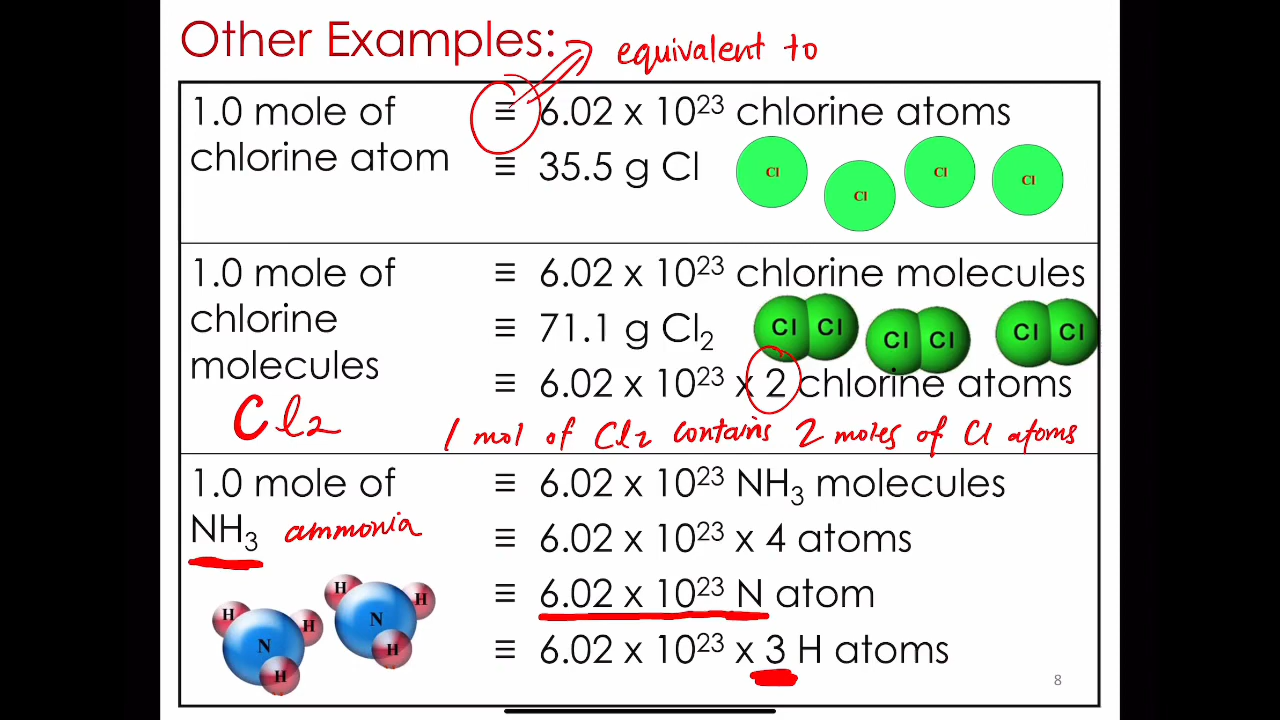 Other Examples:
equivalent to
1.0 mole of
chlorine atom
≡ 6.02 x 10²³ chlorine atoms
≡ 35.5 g Cl
Cl Cl Cl Cl
1.0 mole of
chlorine
molecules
Cl₂
≡ 6.02 x 10²³ chlorine molecules
≡ 71.1 g Cl₂
Cl Cl Cl Cl Cl Cl
≡ 6.02 x 10²³ x 2 chlorine atoms
1 mol of Cl₂ contains 2 moles of Cl atoms
1.0 mole of
NH₃ ammonia
H H N H H H N H
≡ 6.02 x 10²³ NH₃ molecules
≡ 6.02 x 10²³ x 4 atoms
≡ 6.02 x 10²³ N atom
≡ 6.02 x 10²³ x 3 H atoms
8